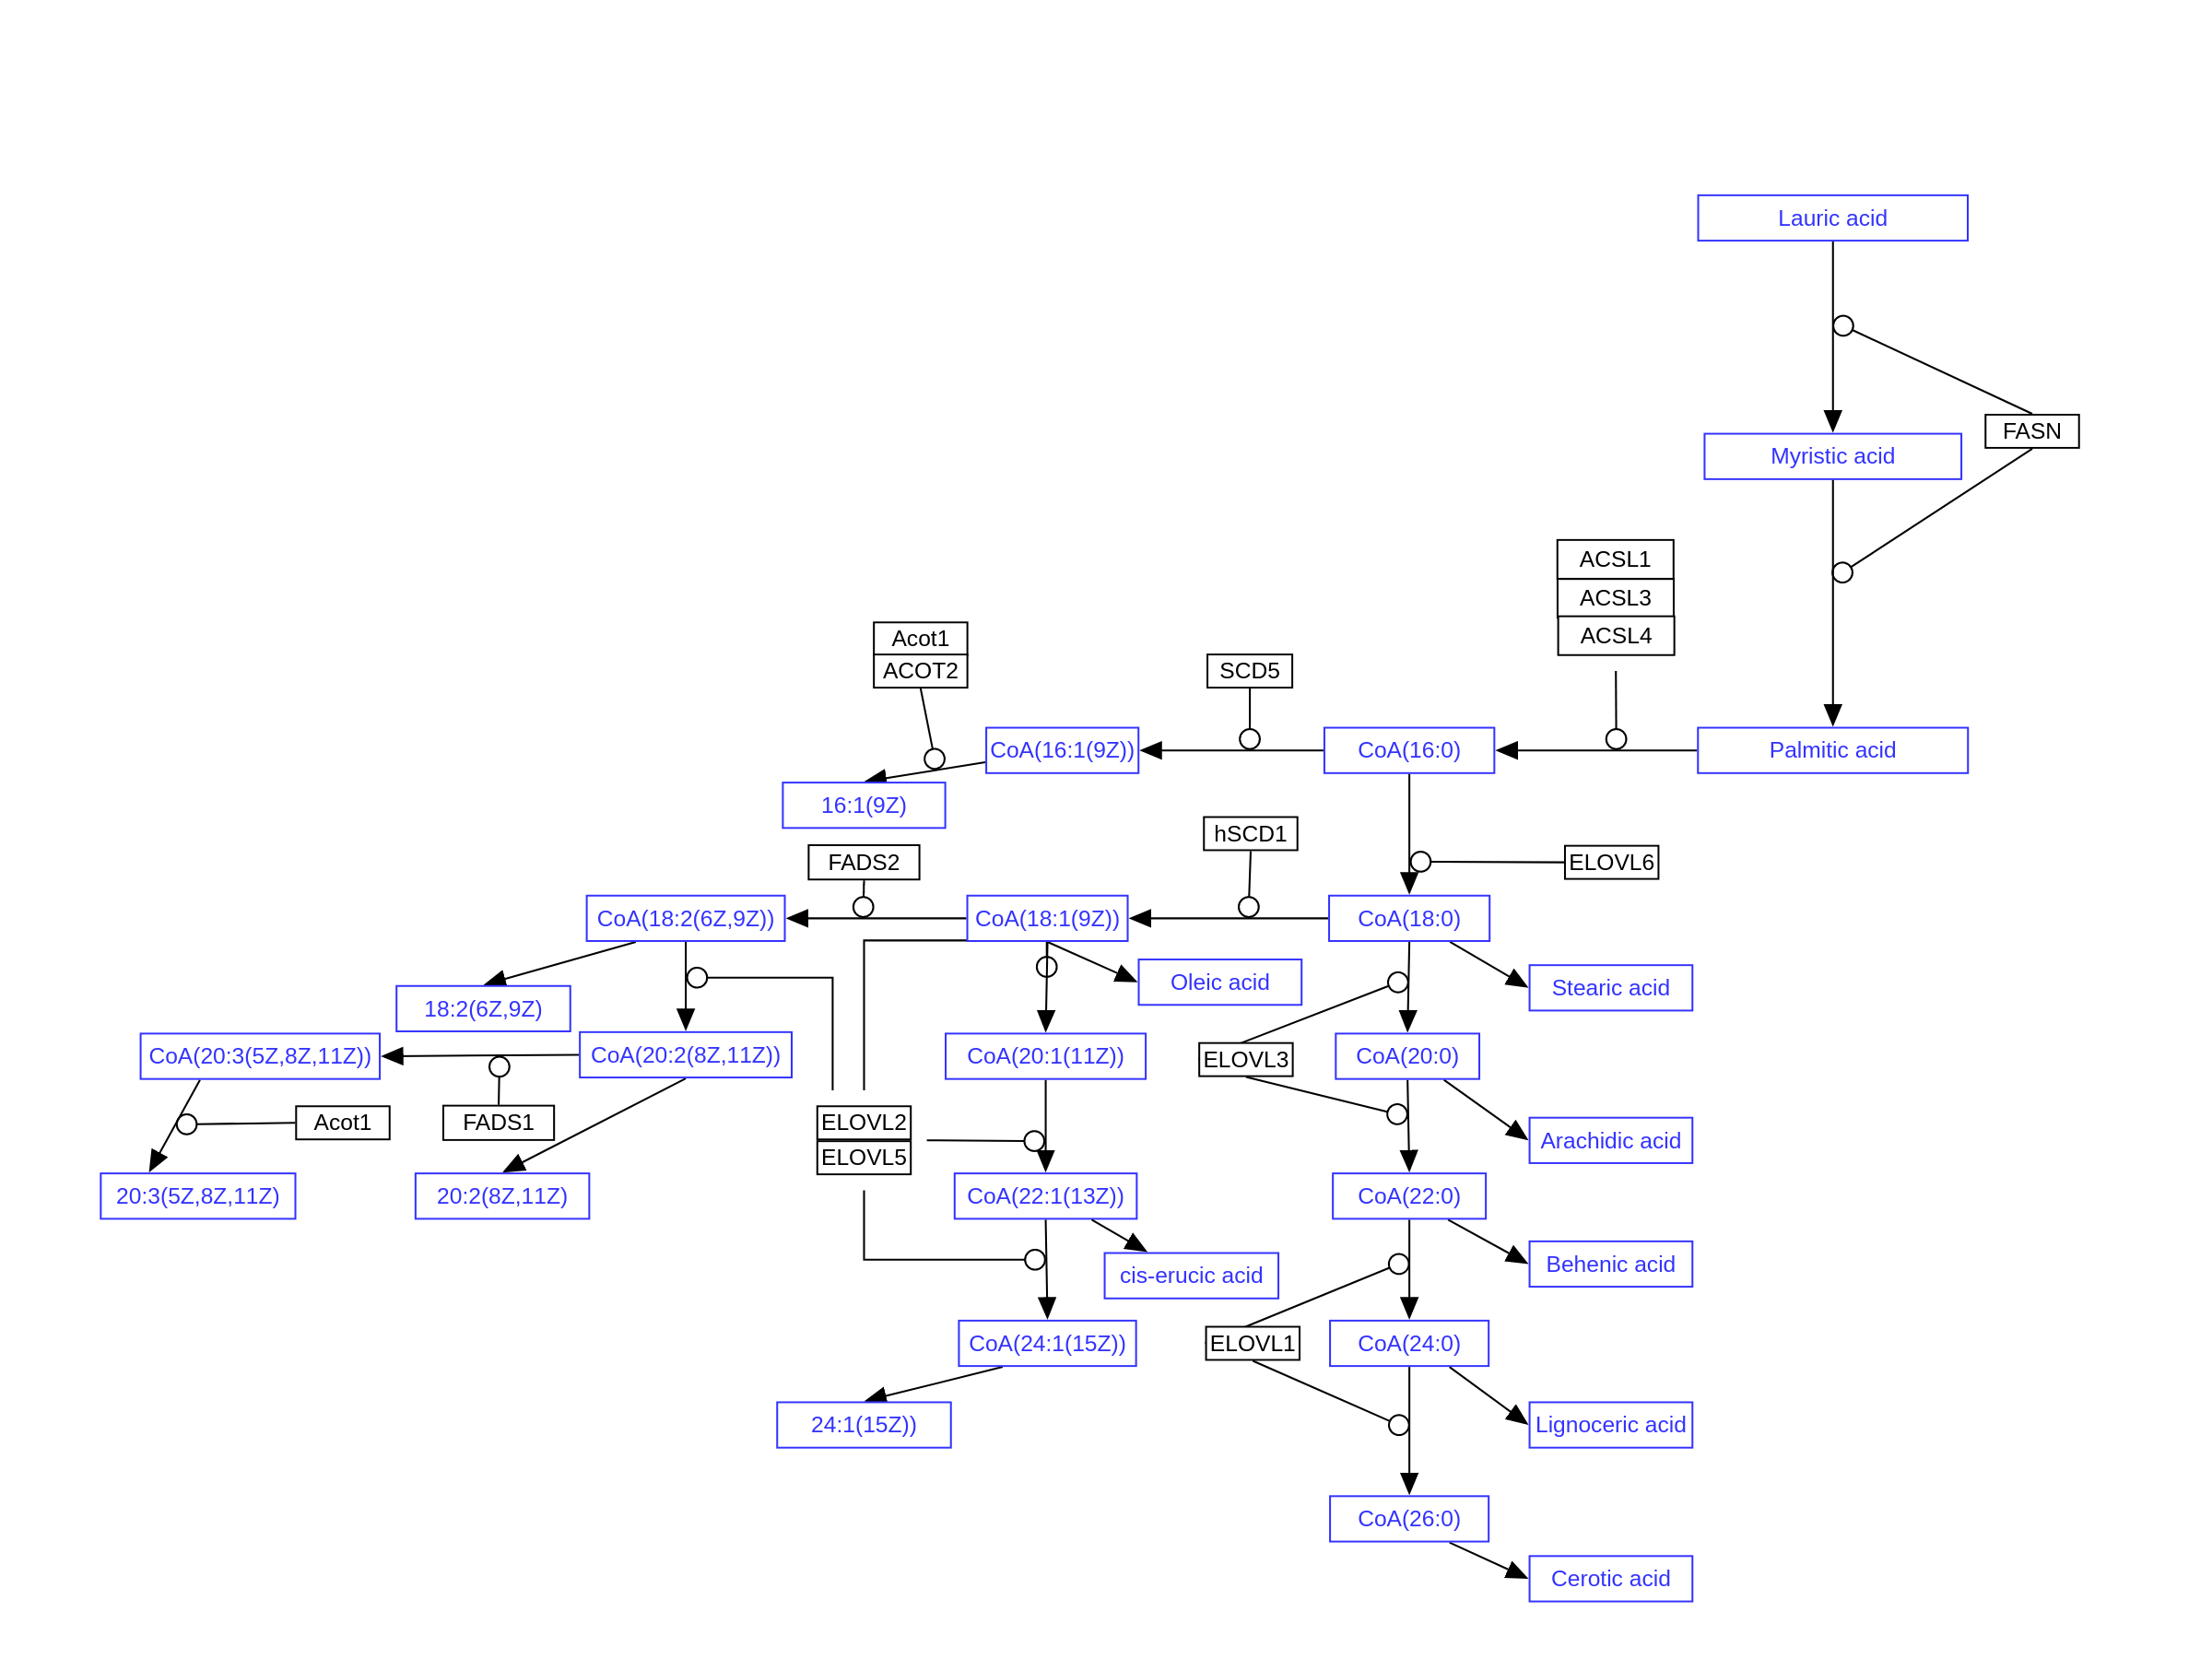 Lauric acid
FASN
Myristic acid
ACSL1
ACSL3
ACSL4
Acot1
ACOT2
SCD5
CoA(16:1(9Z))
CoA(16:0)
Palmitic acid
16:1(9Z)
hSCD1
FADS2
ELOVL6
CoA(18:2(6Z,9Z))
CoA(18:1(9Z))
CoA(18:0)
Oleic acid
Stearic acid
18:2(6Z,9Z)
CoA(20:3(5Z,8Z,11Z))
CoA(20:2(8Z,11Z))
CoA(20:1(11Z))
ELOVL3
CoA(20:0)
Acot1
FADS1
ELOVL2
ELOVL5
Arachidic acid
20:3(5Z,8Z,11Z)
20:2(8Z,11Z)
CoA(22:1(13Z))
CoA(22:0)
cis-erucic acid
Behenic acid
CoA(24:1(15Z))
ELOVL1
CoA(24:0)
24:1(15Z))
Lignoceric acid
CoA(26:0)
Cerotic acid